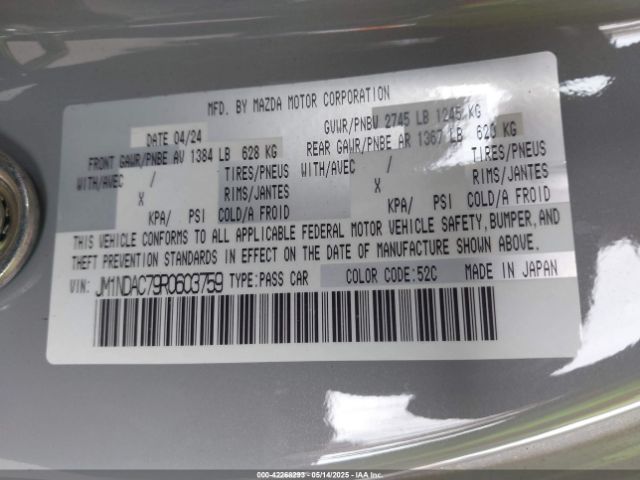 MFD. BY MAZDA MOTOR CORPORATION
DATE 04/24 GVWR/PNBV 2745 LB 1245 KG
FRONT GAWR/PNBE AV 1384 LB 628 KG REAR GAWR/PNBE AR 1367 LB 620 KG
WITH/AVEC / TIRES/PNEUS WITH/AVEC / TIRES/PNEUS
X RIMS/JANTES X RIMS/JANTES
KPA/ PSI COLD/A FROID KPA/ PSI COLD/A FROID
THIS VEHICLE CONFORMS TO ALL APPLICABLE FEDERAL MOTOR VEHICLE SAFETY, BUMPER, AND
THEFT PREVENTION STANDARDS IN EFFECT ON THE DATE OF MANUFACTURE SHOWN ABOVE.
VIN: JM1NDAC79R0603759 TYPE:PASS CAR COLOR CODE:52C MADE IN JAPAN
000-42268293 - 05/14/2025 - IAAI.COM